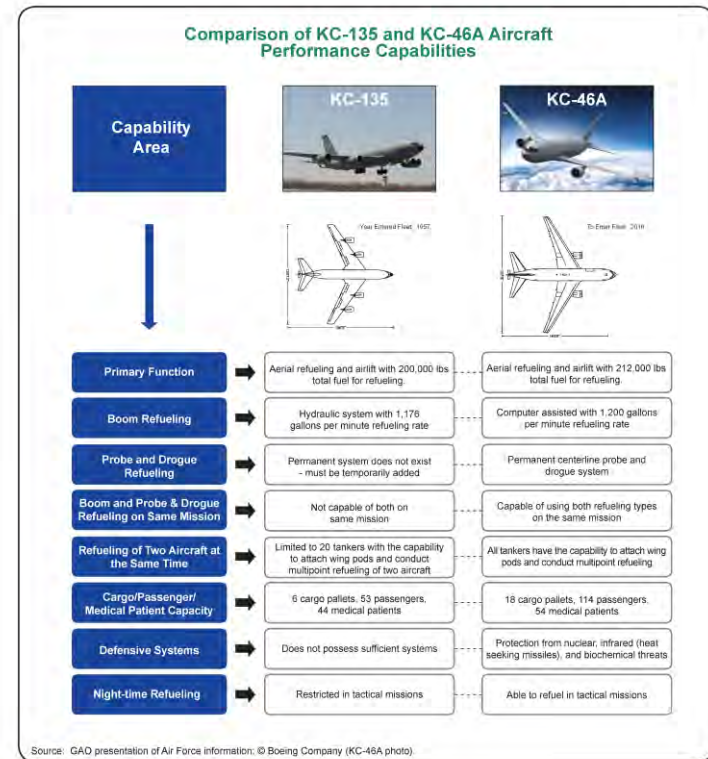 Comparison of KC-135 and KC-46A Aircraft
Performance Capabilities
Capability
Area
KC-135
KC-46A
Year Entered Fleet: 1957
To Enter Fleet:
Primary Function
Aerial refueling and airlift with 200,000 lbs
total fuel for refueling.
Aerial refueling and airlift with 212,000 lbs
total fuel for refueling.
Boom Refueling
Hydraulic system with 1,176
gallons per minute refueling rate
Computer assisted with 1,200 gallons
per minute refueling rate
Probe and Drogue
Refueling
Permanent system does not exist
- must be temporarily added
Permanent centerline probe and
drogue system
Boom and Probe & Drogue
Refueling on Same Mission
Not capable of both on
same mission
Capable of using both refueling types
on the same mission
Refueling of Two Aircraft at
the Same Time
Limited to 20 tankers with the capability
to attach wing pods and conduct
multipoint refueling of two aircraft
All tankers have the capability to attach wing
pods and conduct multipoint refueling
Cargo/Passenger/
Medical Patient Capacity
6 cargo pallets, 53 passengers,
44 medical patients
18 cargo pallets, 114 passengers,
54 medical patients
Defensive Systems
Does not possess sufficient systems
Protection from nuclear, infrared (heat
seeking missiles), and biochemical threats
Night-time Refueling
Restricted in tactical missions
Able to refuel in tactical missions
Source: GAO presentation of Air Force information; © Boeing Company (KC-46A photo)